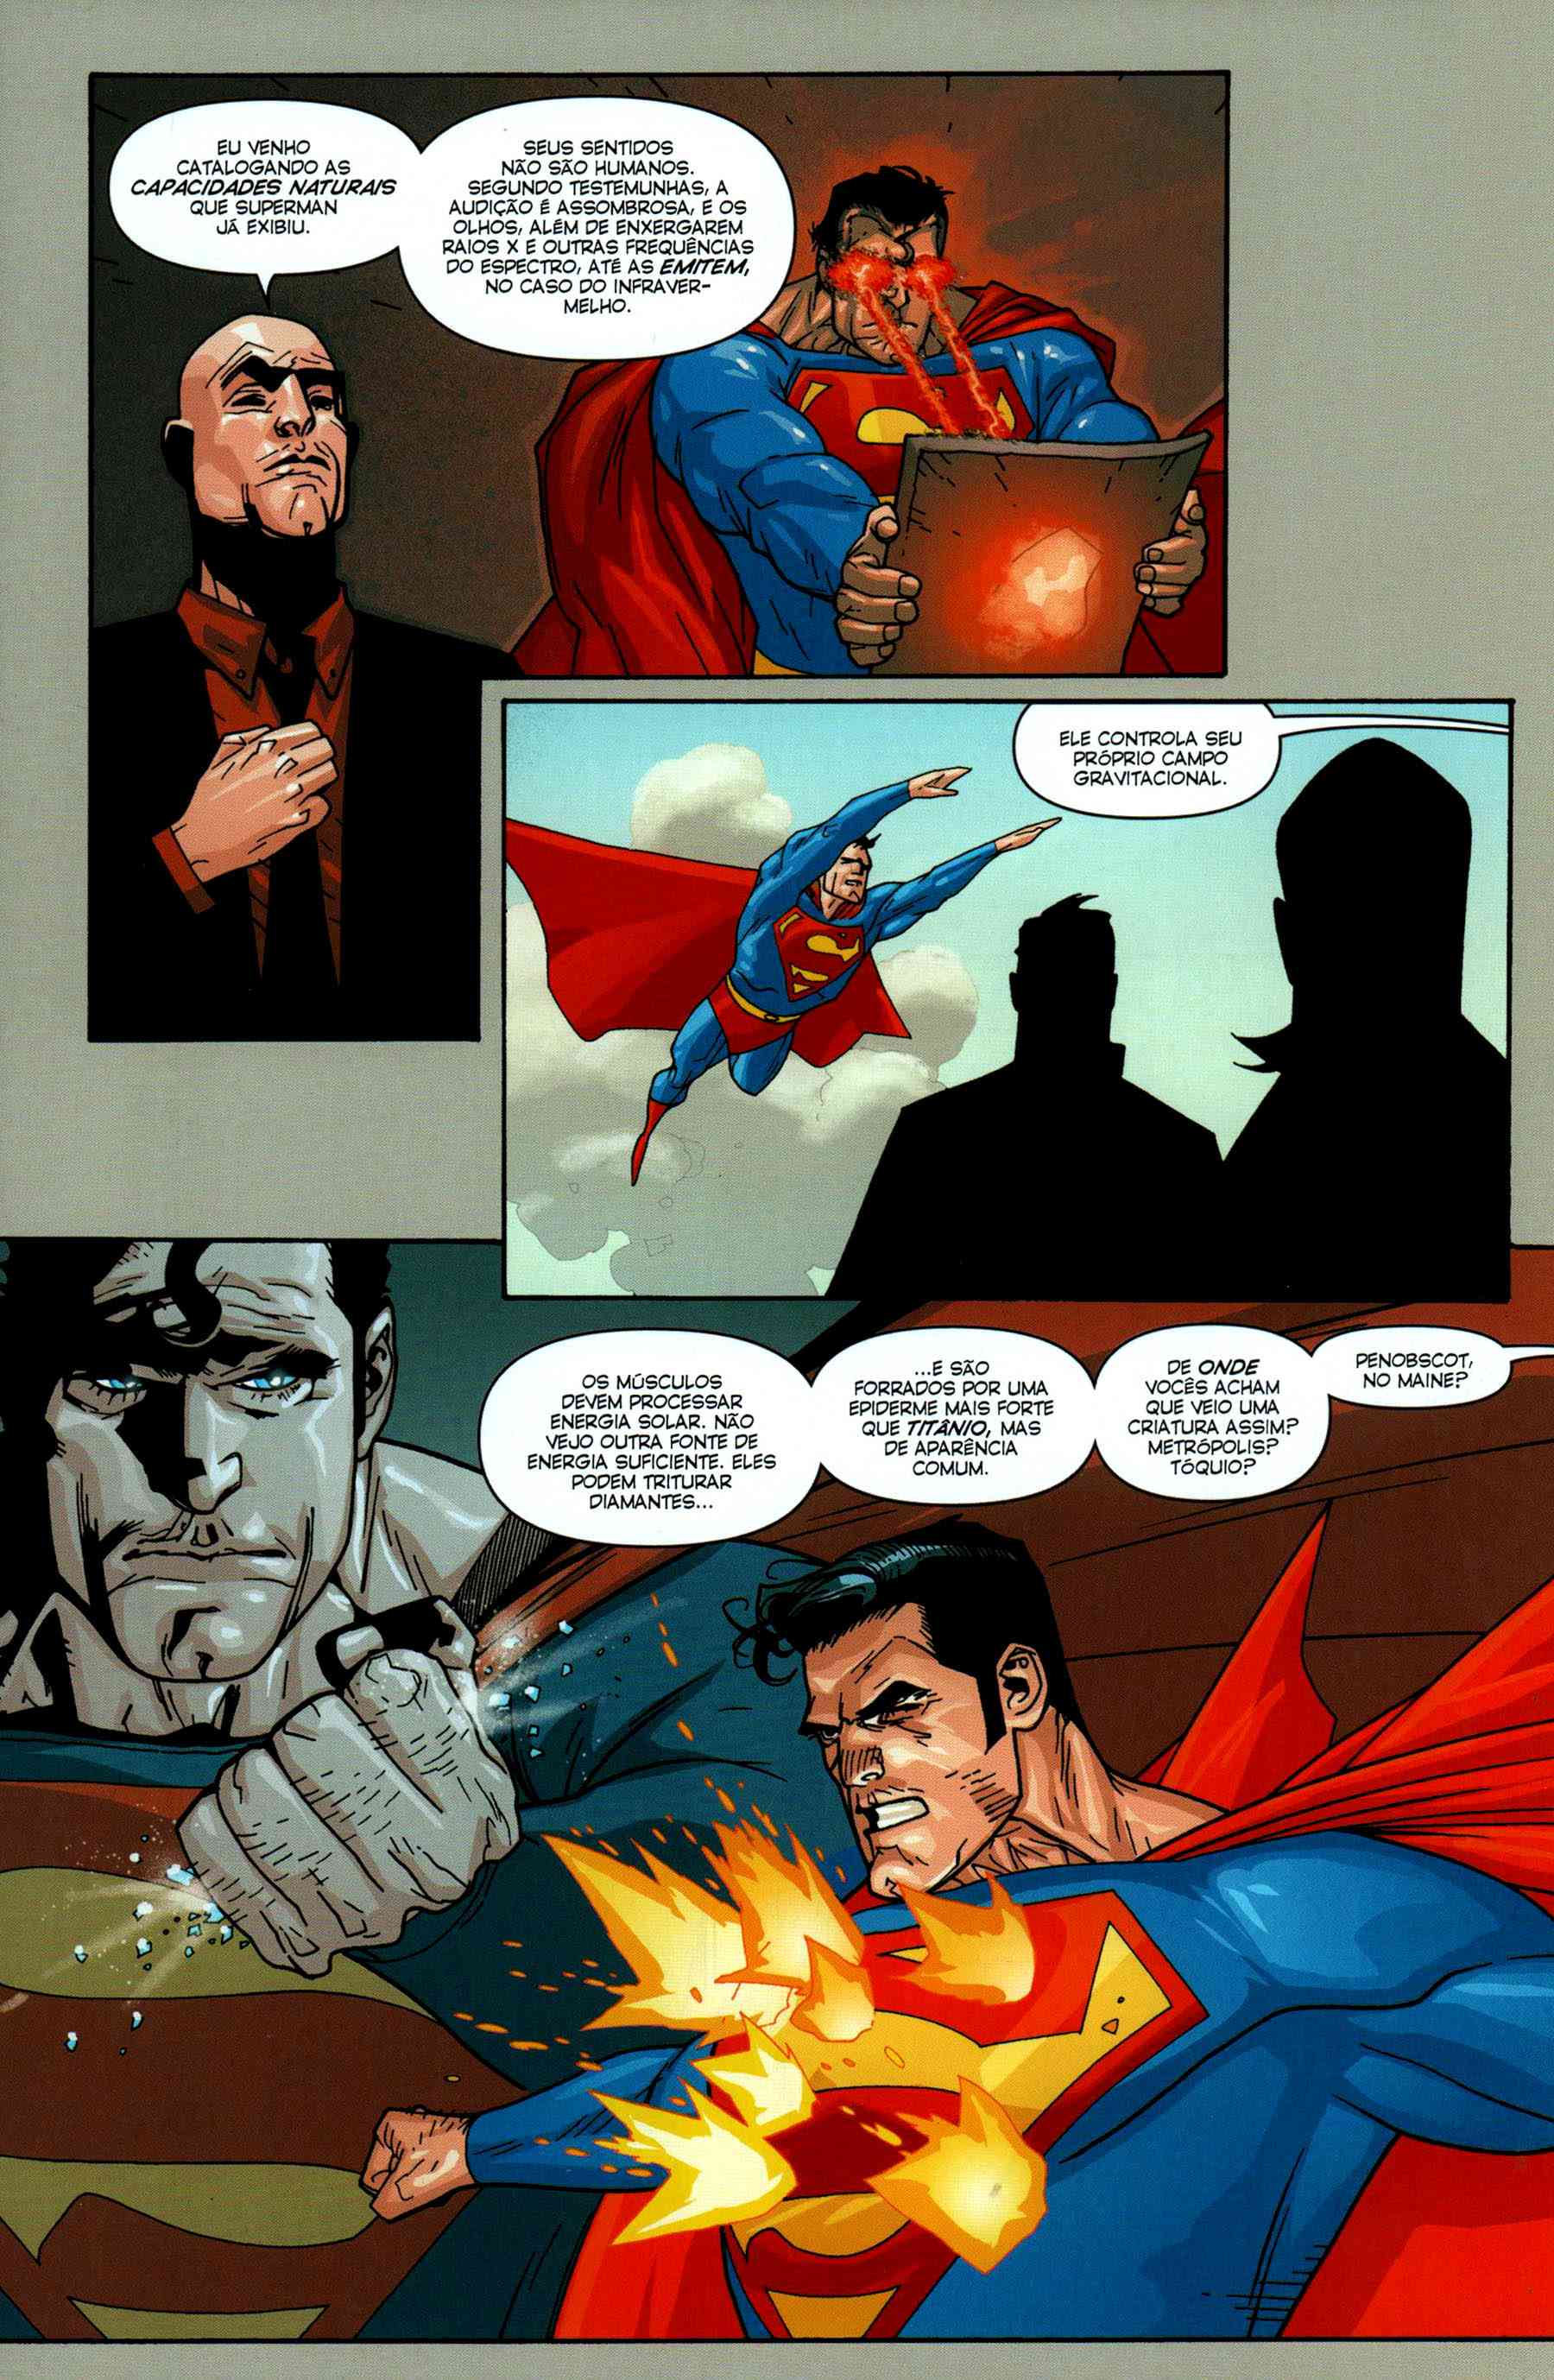 EU VENHO
CATALOGANDO AS
CAPACIDADES NATURAIS
QUE SUPERMAN
JÁ EXIBIU.
SEUS SENTIDOS
NÃO SÃO HUMANOS.
SEGUNDO TESTEMUNHAS, A
AUDIÇÃO É ASSOMBROSA, E OS
OLHOS, ALÉM DE ENXERGAREM
RAIOS X E OUTRAS FREQUÊNCIAS
DO ESPECTRO, ATÉ AS EMITEM,
NO CASO DO INFRAVER-
MELHO.
ELE CONTROLA SEU
PRÓPRIO CAMPO
GRAVITACIONAL.
OS MÚSCULOS
DEVEM PROCESSAR
ENERGIA SOLAR. NÃO
VEJO OUTRA FONTE DE
ENERGIA SUFICIENTE. ELES
PODEM TRITURAR
DIAMANTES...
...E SÃO
FORRADOS POR UMA
EPIDERME MAIS FORTE
QUE TITÂNIO, MAS
DE APARÊNCIA
COMUM.
DE ONDE
VOCÊS ACHAM
QUE VEIO UMA
CRIATURA ASSIM?
METRÓPOLIS?
TÓQUIO?
PENOBSCOT,
NO MAINE?